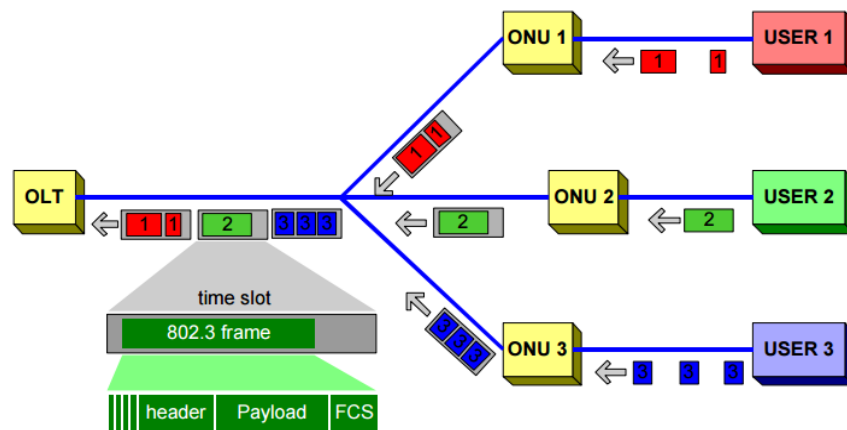 ONU 1
USER 1
1 1
1 1
OLT
ONU 2
USER 2
1 1 2 3 3 3
2
2
time slot
802.3 frame
3 3 3
ONU 3
USER 3
3 3 3
header Payload FCS